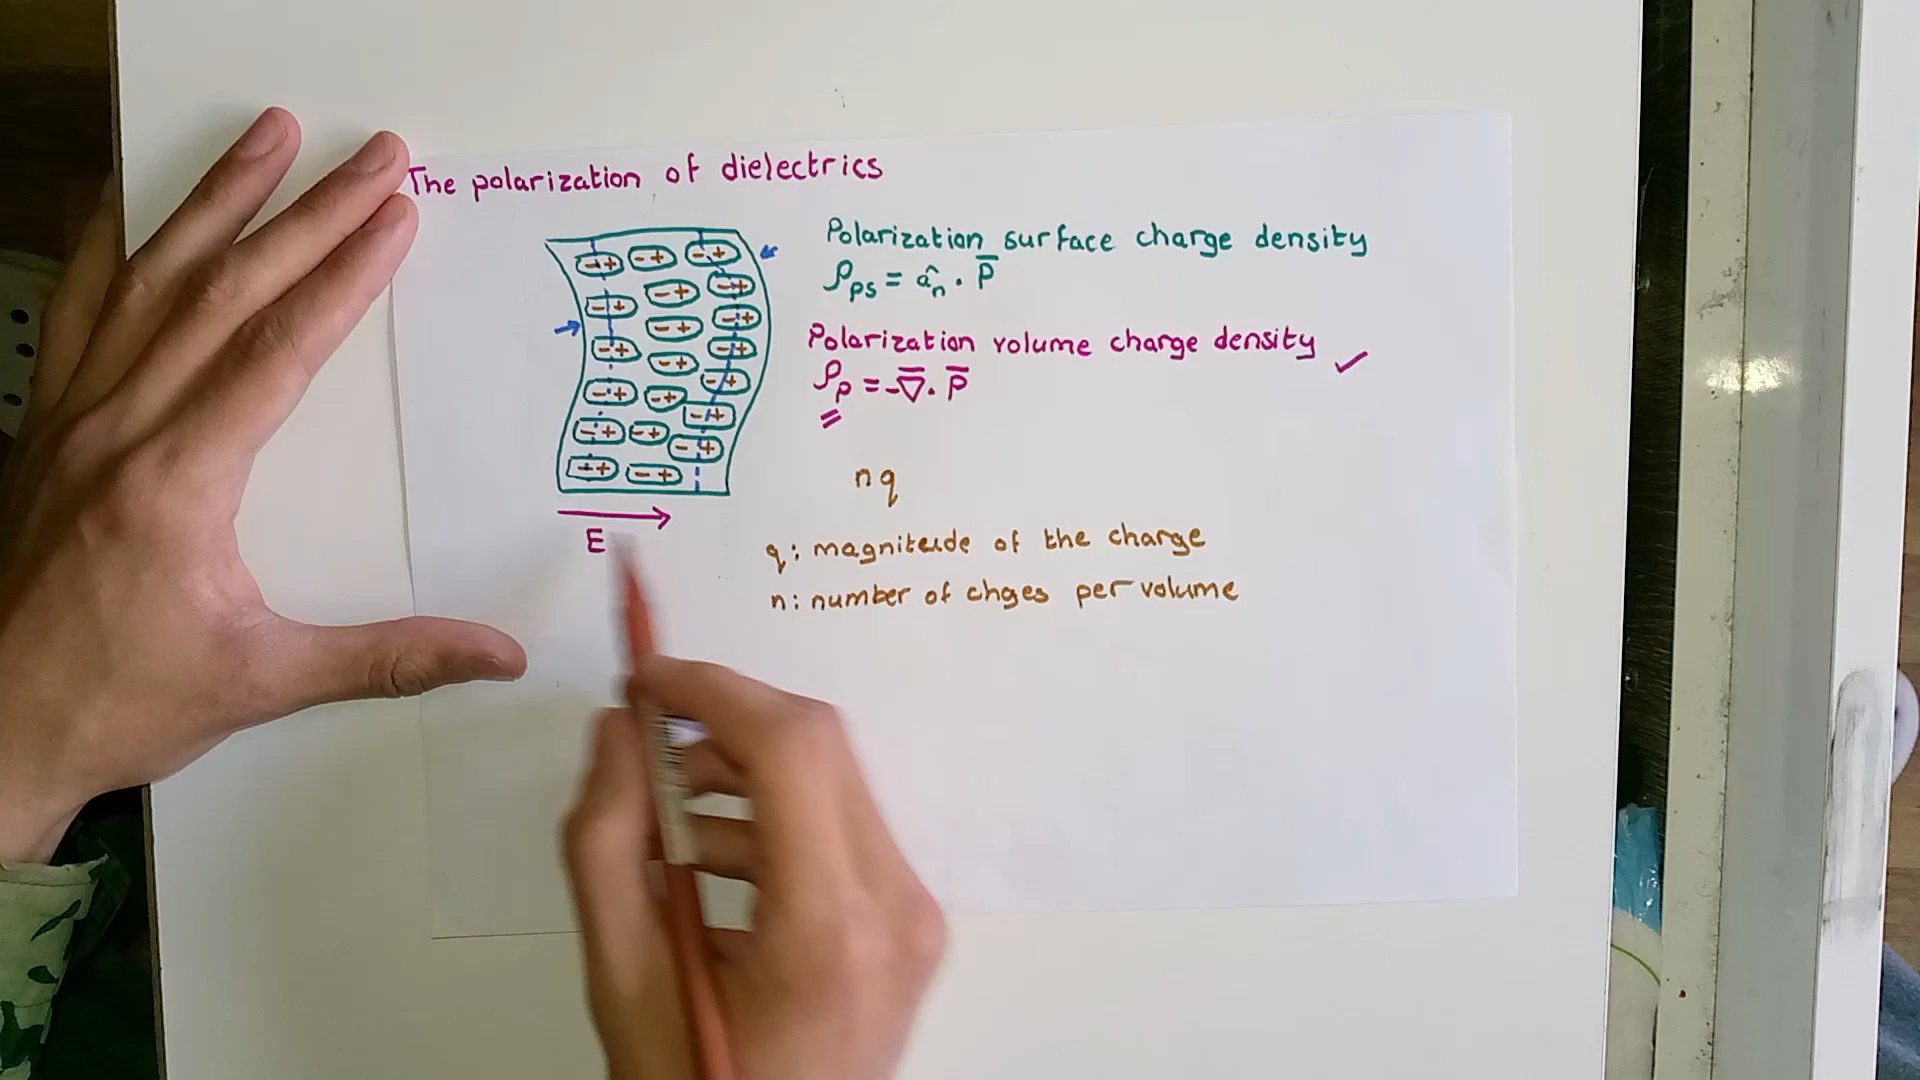 The polarization of dielectrics
Polarization surface charge density
ρps = ân . P̅
Polarization volume charge density ✓
ρp = -∇̅ . P̅
nq
E
q: magniteude of the charge
n: number of chges per volume